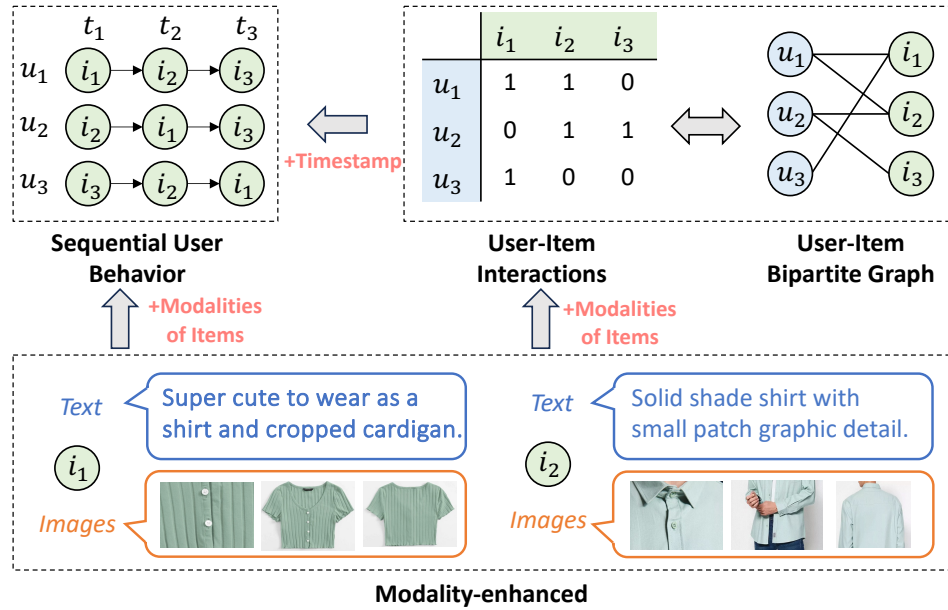 t₁ t₂ t₃
u₁ i₁ i₂ i₃
u₂ i₂ i₁ i₃
u₃ i₃ i₂ i₁
Sequential User
Behavior
+Timestamp
i₁ i₂ i₃
u₁ 1 1 0
u₂ 0 1 1
u₃ 1 0 0
User-Item
Interactions
u₁ i₁
u₂ i₂
u₃ i₃
User-Item
Bipartite Graph
+Modalities
of Items
+Modalities
of Items
Text
Super cute to wear as a
shirt and cropped cardigan.
i₁
Images
Text
Solid shade shirt with
small patch graphic detail.
i₂
Images
Modality-enhanced